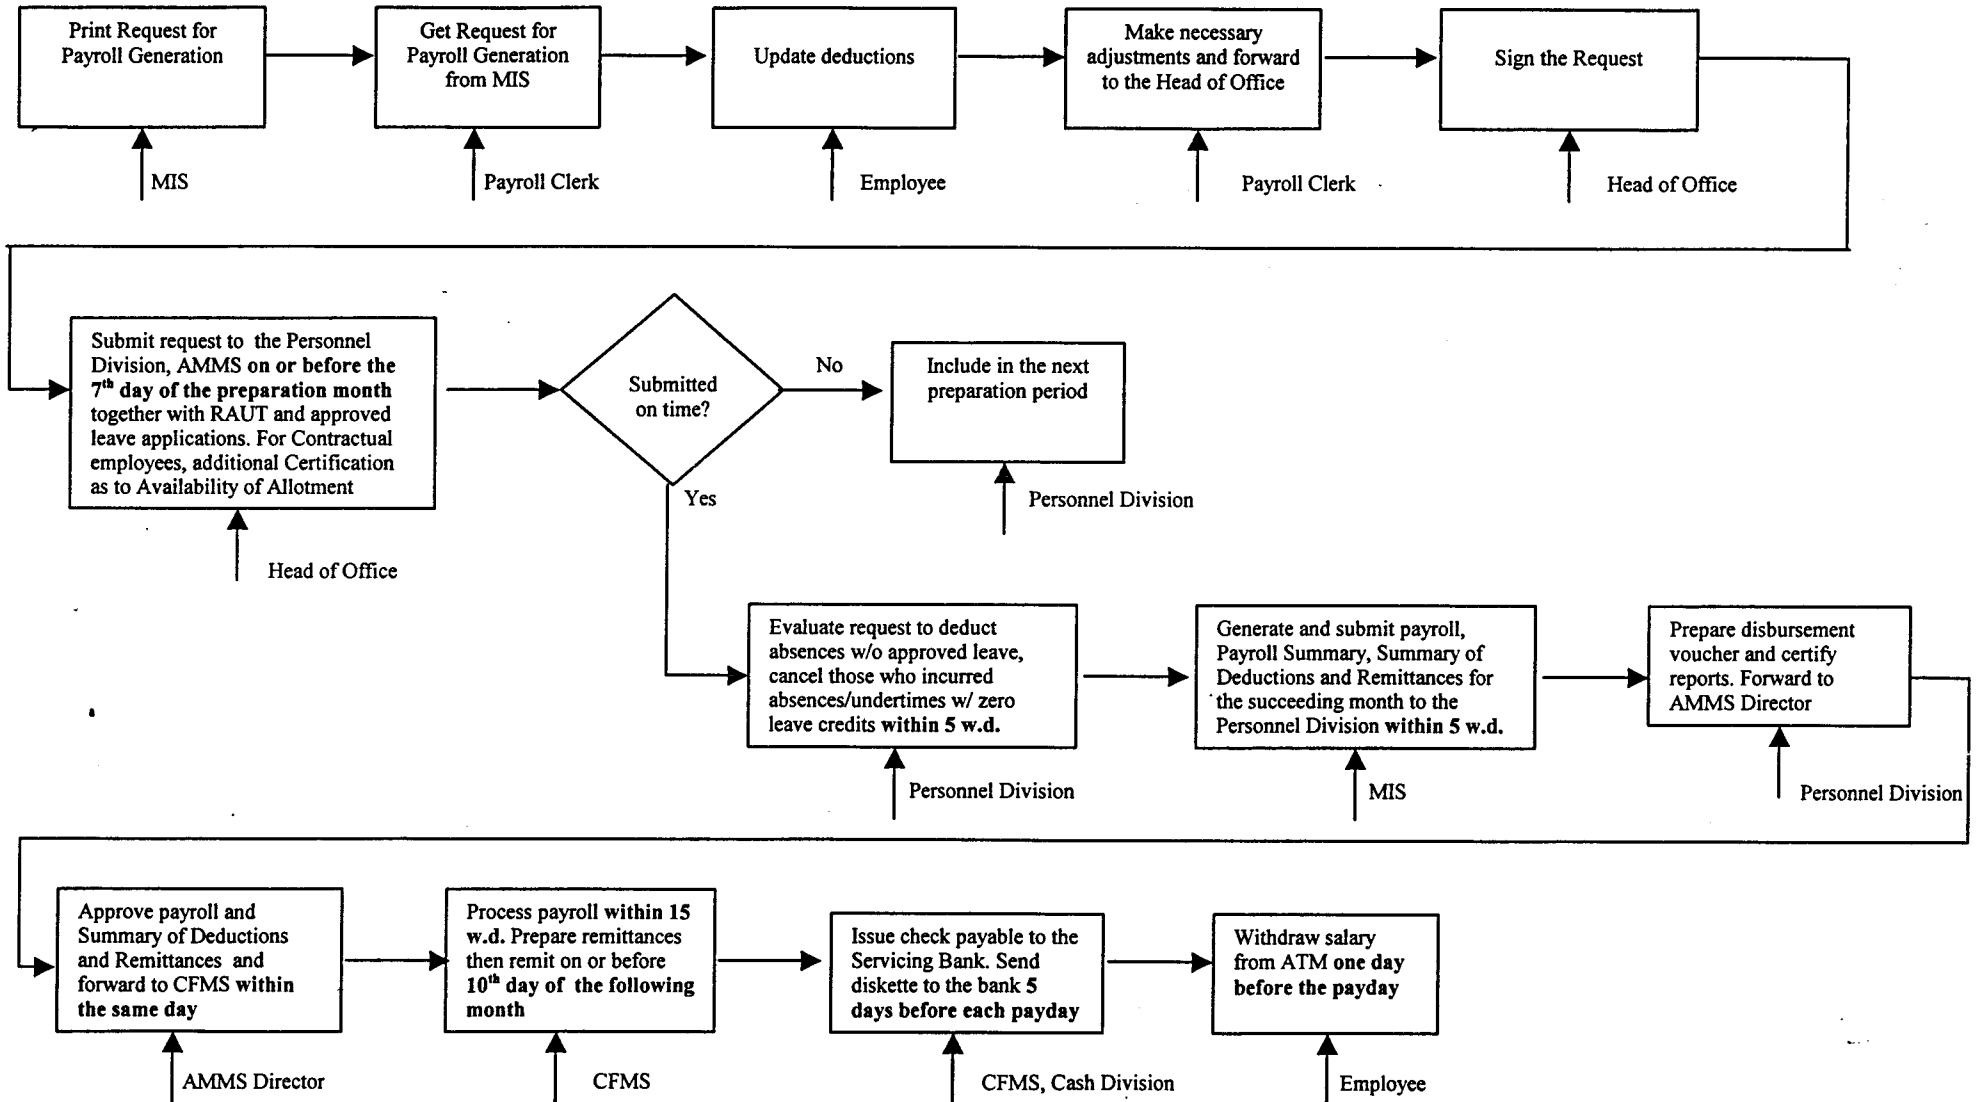 Print Request for
Payroll Generation
MIS
Get Request for
Payroll Generation
from MIS
Payroll Clerk
Update deductions
Employee
Make necessary
adjustments and forward
to the Head of Office
Payroll Clerk
Sign the Request
Head of Office
Submit request to the Personnel
Division, AMMS on or before the
7th day of the preparation month
together with RAUT and approved
leave applications. For Contractual
employees, additional Certification
as to Availability of Allotment
Head of Office
Submitted
on time?
No
Include in the next
preparation period
Personnel Division
Yes
Evaluate request to deduct
absences w/o approved leave,
cancel those who incurred
absences/undertimes w/ zero
leave credits within 5 w.d.
Personnel Division
Generate and submit payroll,
Payroll Summary, Summary of
Deductions and Remittances for
the succeeding month to the
Personnel Division within 5 w.d.
MIS
Prepare disbursement
voucher and certify
reports. Forward to
AMMS Director
Personnel Division
Approve payroll and
Summary of Deductions
and Remittances and
forward to CFMS within
the same day
AMMS Director
Process payroll within 15
w.d. Prepare remittances
then remit on or before
10th day of the following
month
CFMS
Issue check payable to the
Servicing Bank. Send
diskette to the bank 5
days before each payday
CFMS, Cash Division
Withdraw salary
from ATM one day
before the payday
Employee